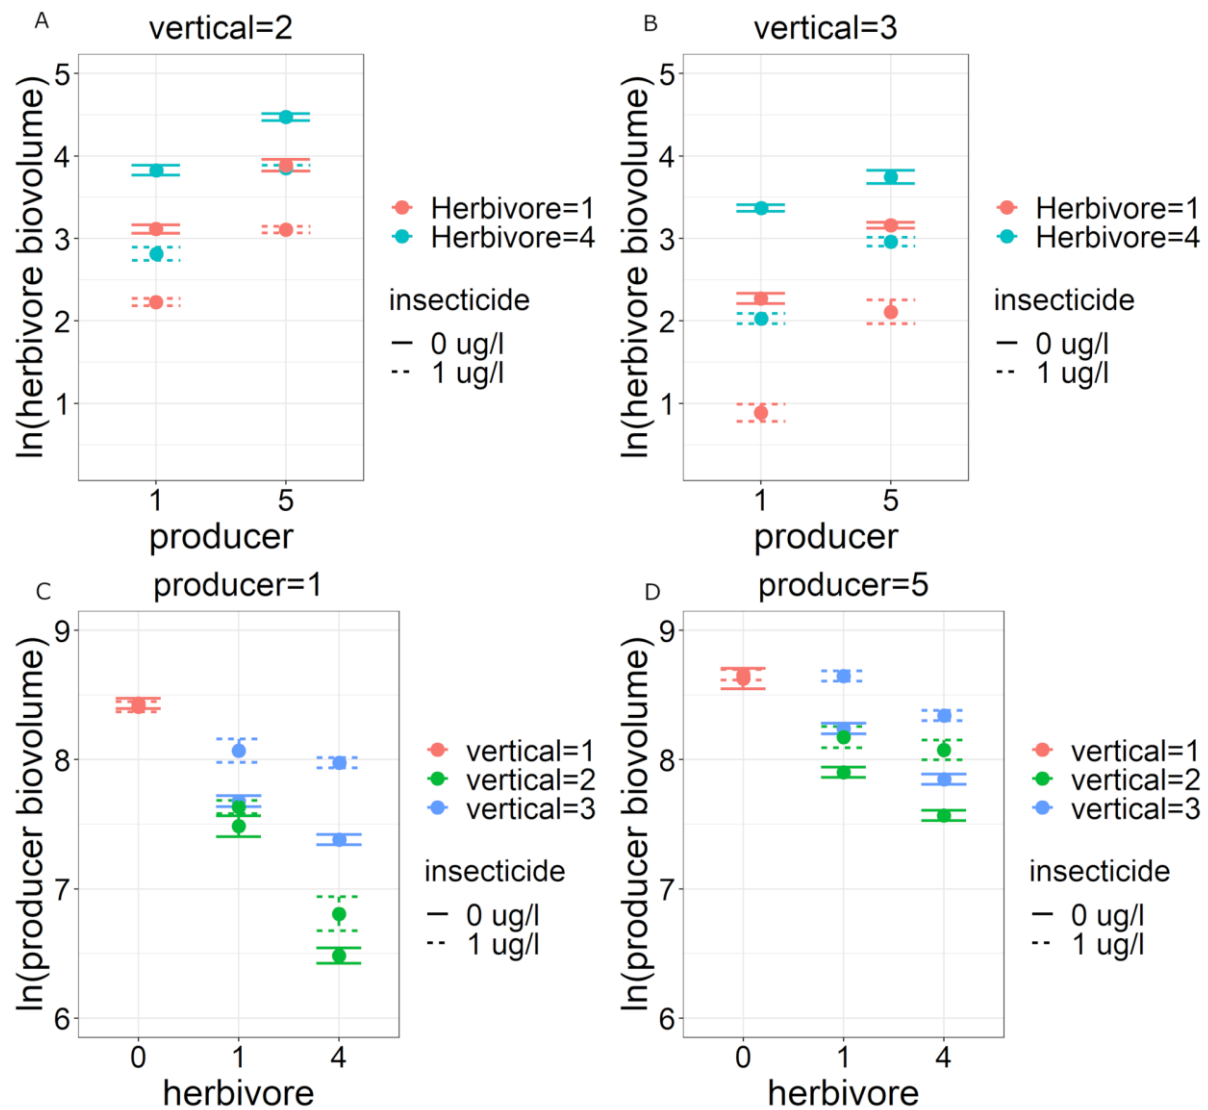 A
vertical=2
ln(herbivore biovolume)
5
4
3
2
1
1 5
producer
Herbivore=1
Herbivore=4
insecticide
0 ug/l
1 ug/l
B
vertical=3
ln(herbivore biovolume)
5
4
3
2
1
1 5
producer
Herbivore=1
Herbivore=4
insecticide
0 ug/l
1 ug/l
C
producer=1
ln(producer biovolume)
9
8
7
6
0 1 4
herbivore
vertical=1
vertical=2
vertical=3
insecticide
0 ug/l
1 ug/l
D
producer=5
ln(producer biovolume)
9
8
7
6
0 1 4
herbivore
vertical=1
vertical=2
vertical=3
insecticide
0 ug/l
1 ug/l